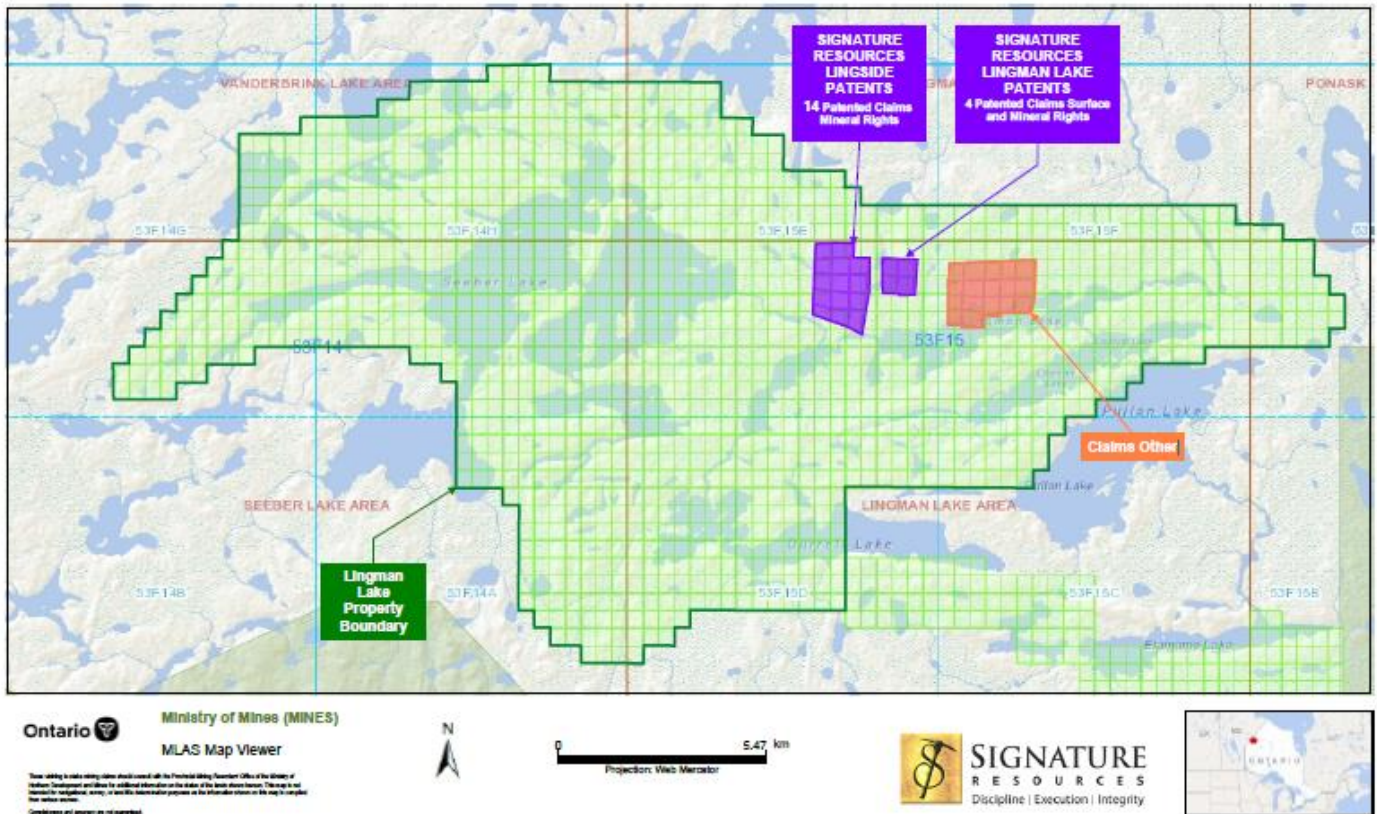 SIGNATURE
RESOURCES
LINGSIDE
PATENTS
14 Patented Claims
Mineral Rights
SIGNATURE
RESOURCES
LINGMAN LAKE
PATENTS
4 Patented Claims Surface
and Mineral Rights
VANDERBRINK LAKE AREA
PONASK
53F14G
53F14H
53F15E
53F15F
Seeber Lake
53F14
53F15
Pujlan Lake
Claims Other
SEEBER LAKE AREA
LINGMAN LAKE AREA
Lingman
Lake
Property
Boundary
53F14B
53F14A
53F15D
53F15C
53F15B
Ontario
Ministry of Mines (MINES)
MLAS Map Viewer
N
0
5.47 km
Projection: Web Mercator
SIGNATURE
RESOURCES
Discipline | Execution | Integrity
ONTARIO